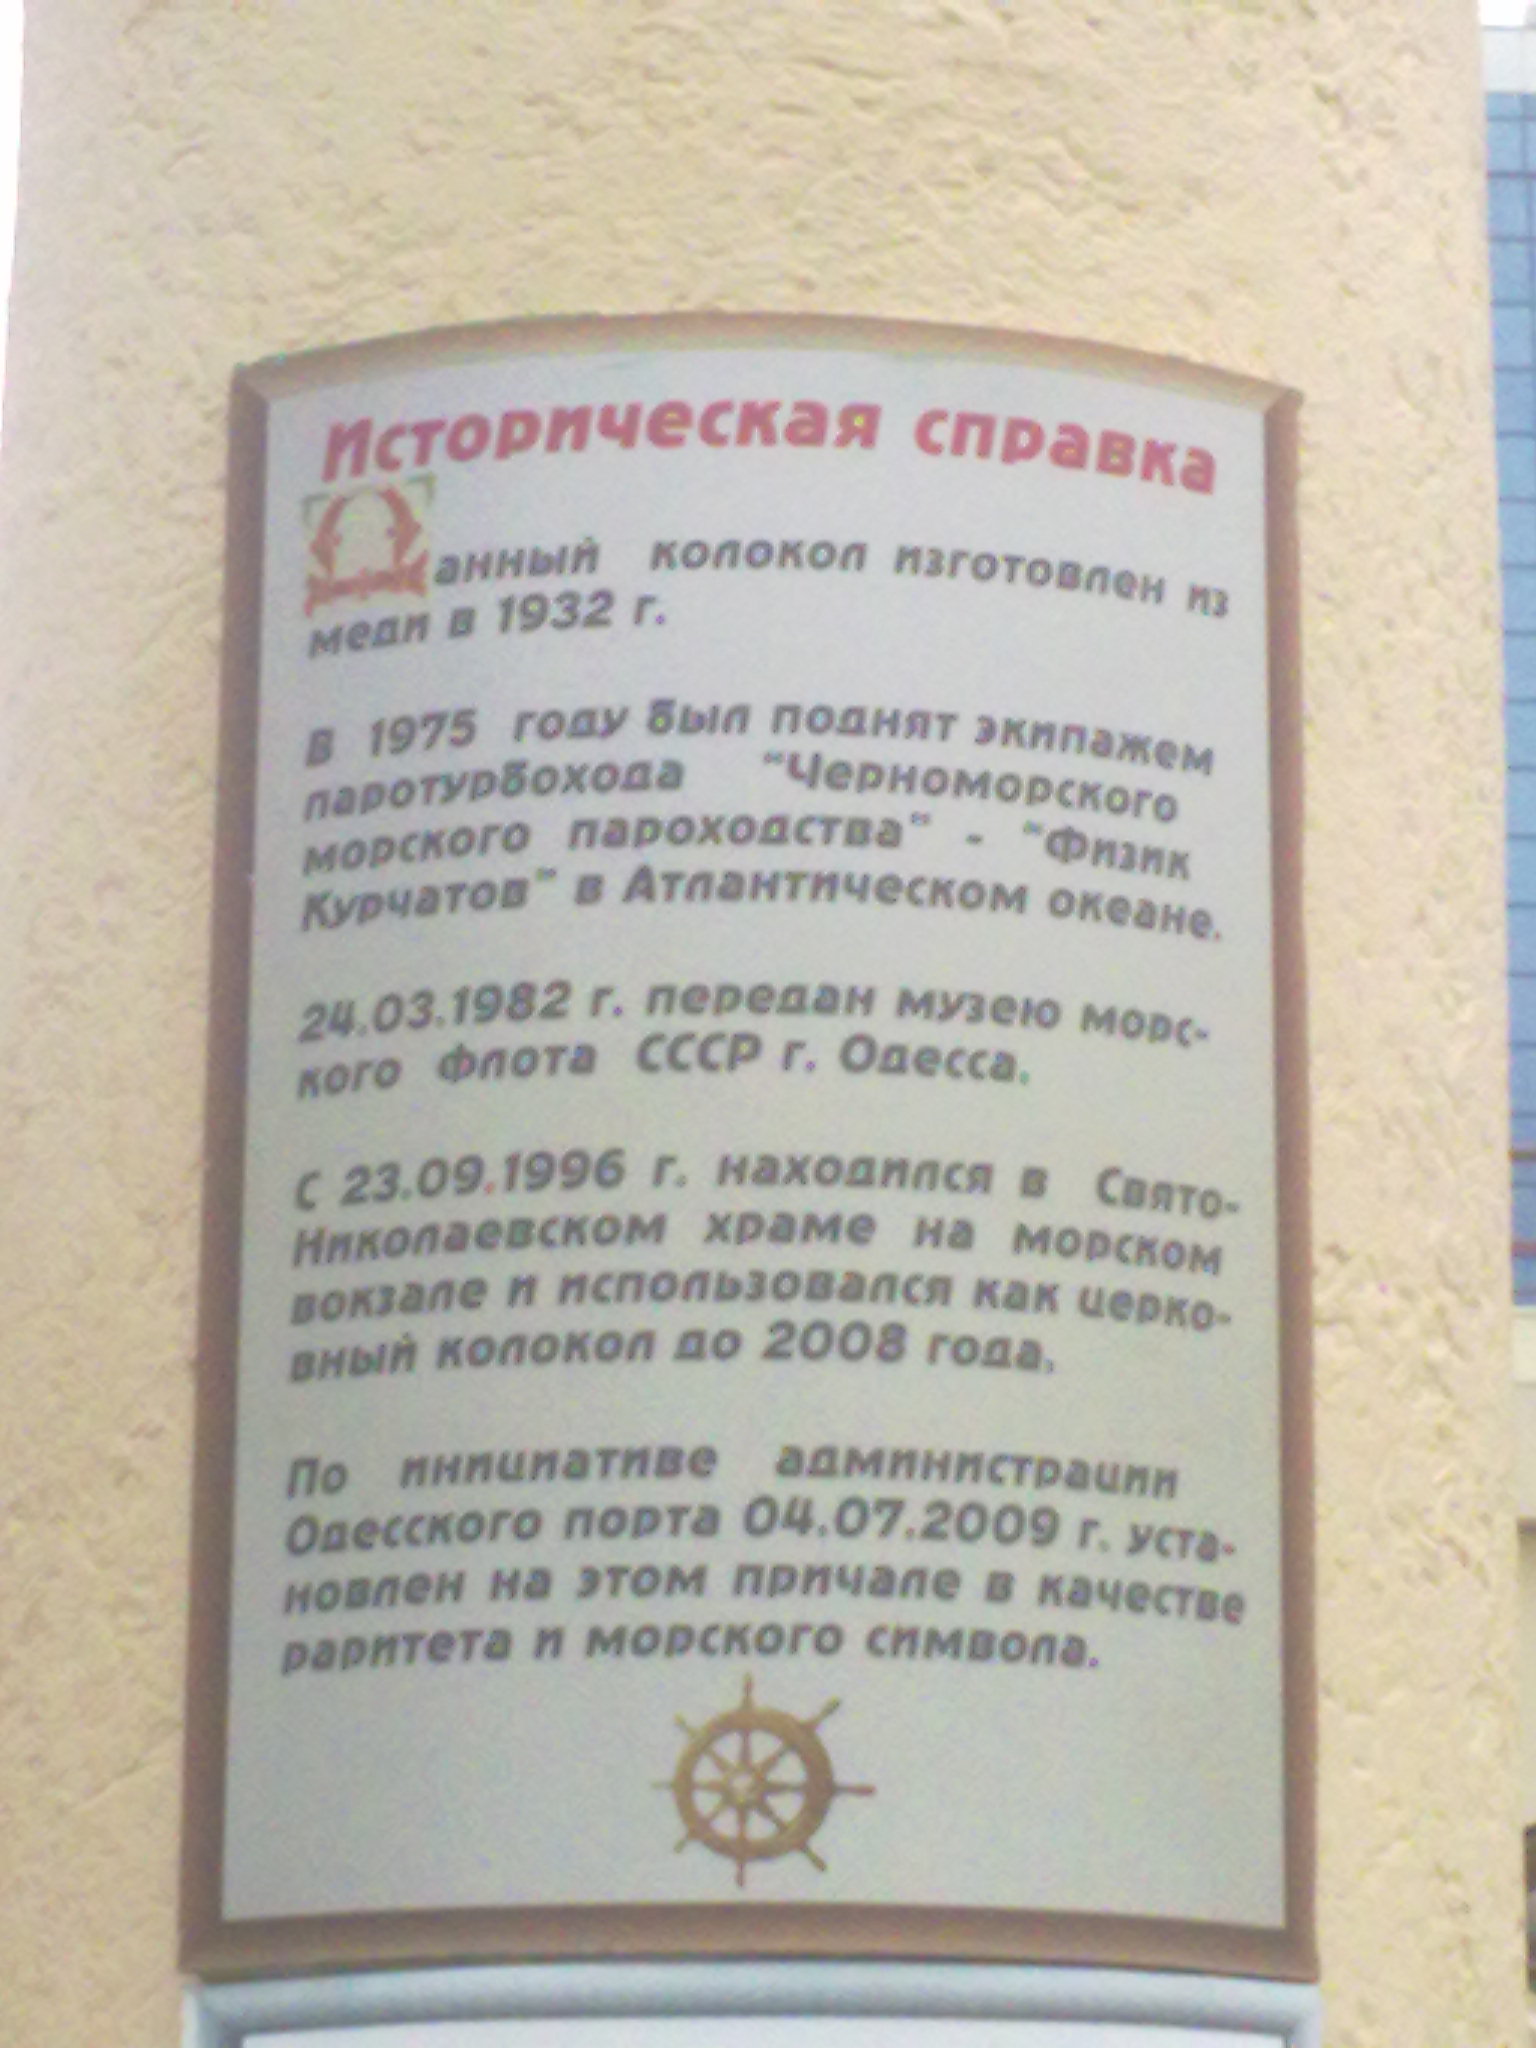 Историческая справка
Данный колокол изготовлен из
меди в 1932 г.
В 1975 году был поднят экипажем
паротурбохода "Черноморского
морского пароходства" - "Физик
Курчатов" в Атлантическом океане.
24.03.1982 г. передан музею морс-
кого флота СССР г. Одесса.
С 23.09.1996 г. находился в Свято-
Николаевском храме на морском
вокзале и использовался как церко-
вный колокол до 2008 года.
По инициативе администрации
Одесского порта 04.07.2009 г. уста-
новлен на этом причале в качестве
раритета и морского символа.